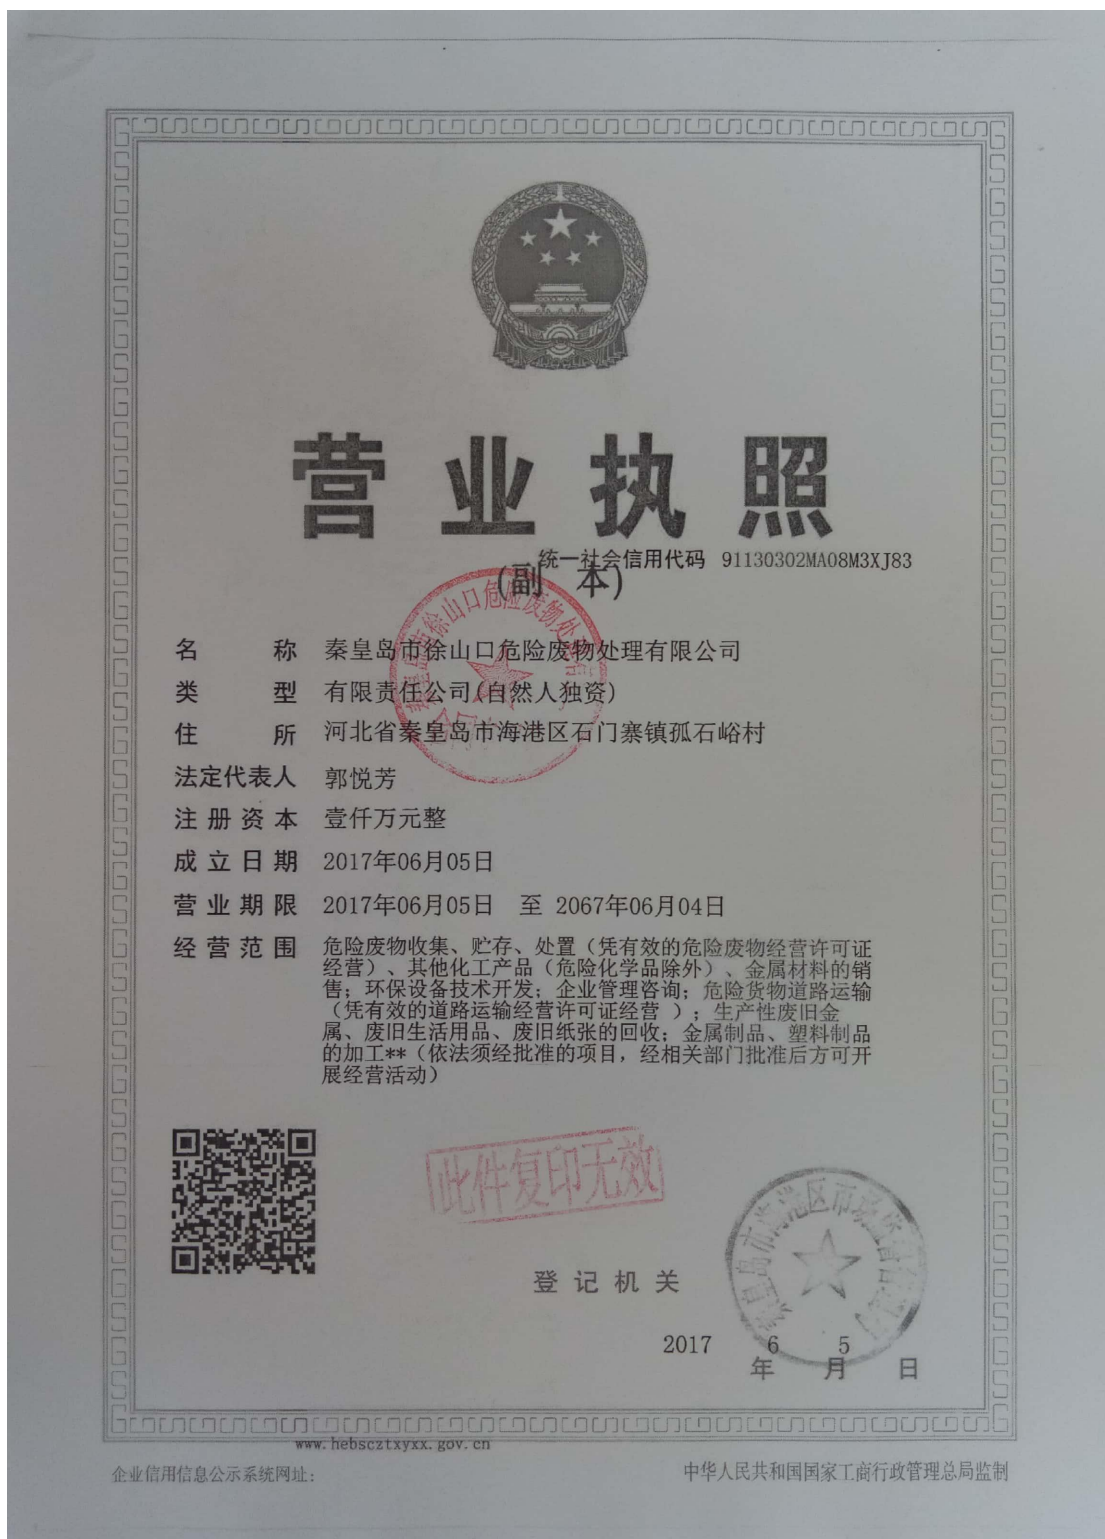 营业执照
统一社会信用代码 91130302MA08M3XJ83
(副 本)
名 称 秦皇岛市徐山口危险废物处理有限公司
类 型 有限责任公司(自然人独资)
住 所 河北省秦皇岛市海港区石门寨镇孤石峪村
法定代表人 郭悦芳
注册资本 壹仟万元整
成立日期 2017年06月05日
营业期限 2017年06月05日 至 2067年06月04日
经营范围 危险废物收集、贮存、处置（凭有效的危险废物经营许可证
经营）、其他化工产品（危险化学品除外）、金属材料的销
售；环保设备技术开发；企业管理咨询；危险货物道路运输
（凭有效的道路运输经营许可证经营 ）；生产性废旧金
属、废旧生活用品、废旧纸张的回收；金属制品、塑料制品
的加工**（依法须经批准的项目，经相关部门批准后方可开
展经营活动）
此件复印无效
登记机关
2017 6 5
年 月 日
www.hebscztxyxx.gov.cn
企业信用信息公示系统网址：
中华人民共和国国家工商行政管理总局监制